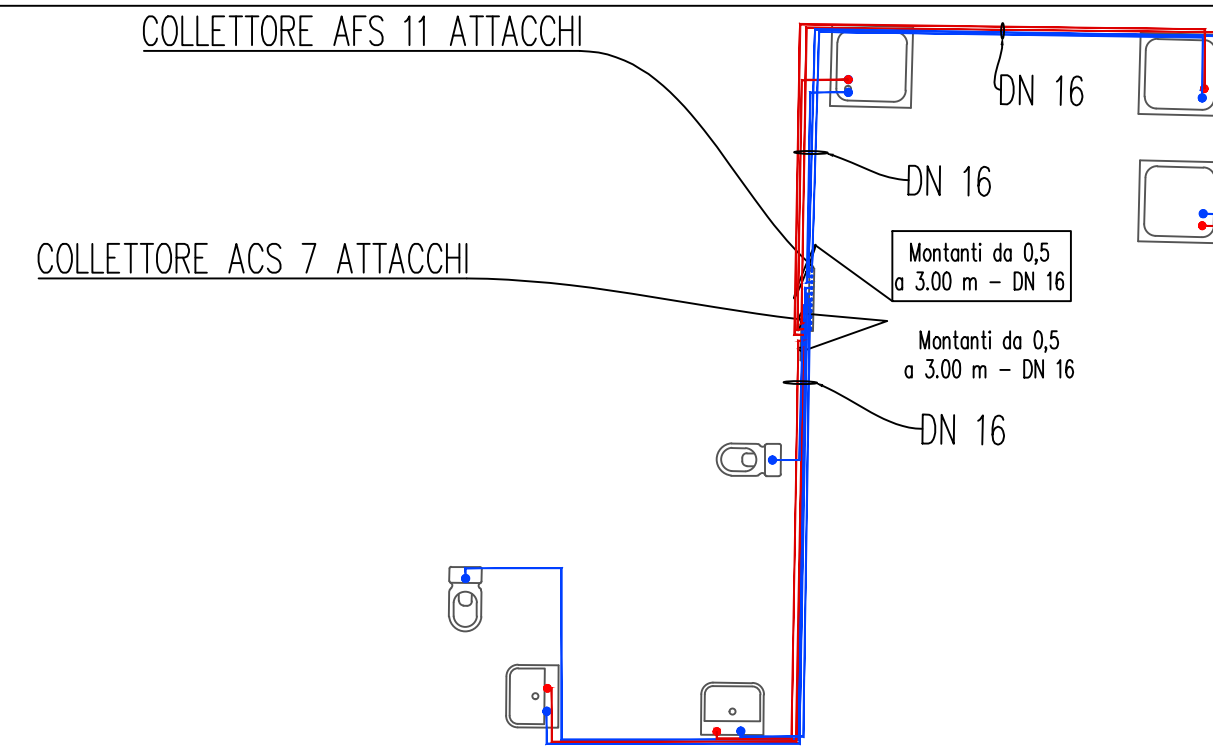 COLLETTORE AFS 11 ATTACCHI
DN 16
DN 16
COLLETTORE ACS 7 ATTACCHI
Montanti da 0,5
a 3.00 m - DN 16
Montanti da 0,5
a 3.00 m - DN 16
DN 16